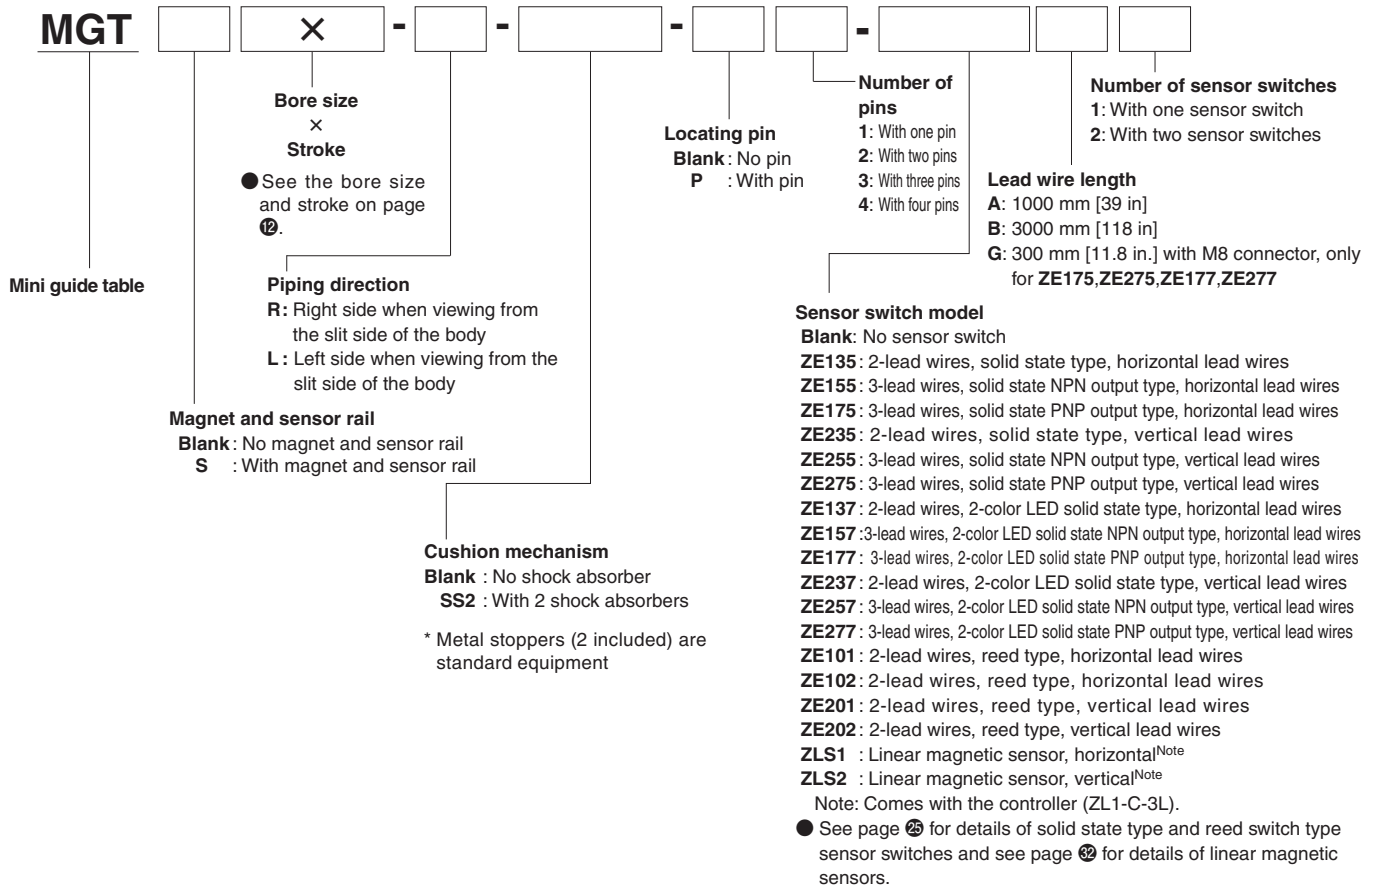 MGT × - - - -
Mini guide table
Bore size
×
Stroke
●See the bore size
and stroke on page
⓬.
Piping direction
R: Right side when viewing from
the slit side of the body
L: Left side when viewing from the
slit side of the body
Magnet and sensor rail
Blank: No magnet and sensor rail
S : With magnet and sensor rail
Cushion mechanism
Blank : No shock absorber
SS2 : With 2 shock absorbers
* Metal stoppers (2 included) are
standard equipment
Locating pin
Blank: No pin
P : With pin
Number of
pins
1: With one pin
2: With two pins
3: With three pins
4: With four pins
Number of sensor switches
1: With one sensor switch
2: With two sensor switches
Lead wire length
A: 1000 mm [39 in]
B: 3000 mm [118 in]
G: 300 mm [11.8 in.] with M8 connector, only
for ZE175,ZE275,ZE177,ZE277
Sensor switch model
Blank: No sensor switch
ZE135: 2-lead wires, solid state type, horizontal lead wires
ZE155: 3-lead wires, solid state NPN output type, horizontal lead wires
ZE175: 3-lead wires, solid state PNP output type, horizontal lead wires
ZE235: 2-lead wires, solid state type, vertical lead wires
ZE255: 3-lead wires, solid state NPN output type, vertical lead wires
ZE275: 3-lead wires, solid state PNP output type, vertical lead wires
ZE137: 2-lead wires, 2-color LED solid state type, horizontal lead wires
ZE157:3-lead wires, 2-color LED solid state NPN output type, horizontal lead wires
ZE177: 3-lead wires, 2-color LED solid state PNP output type, horizontal lead wires
ZE237: 2-lead wires, 2-color LED solid state type, vertical lead wires
ZE257: 3-lead wires, 2-color LED solid state NPN output type, vertical lead wires
ZE277: 3-lead wires, 2-color LED solid state PNP output type, vertical lead wires
ZE101: 2-lead wires, reed type, horizontal lead wires
ZE102: 2-lead wires, reed type, horizontal lead wires
ZE201: 2-lead wires, reed type, vertical lead wires
ZE202: 2-lead wires, reed type, vertical lead wires
ZLS1 : Linear magnetic sensor, horizontalNote
ZLS2 : Linear magnetic sensor, verticalNote
Note: Comes with the controller (ZL1-C-3L).
● See page ㉕ for details of solid state type and reed switch type
sensor switches and see page ㉜ for details of linear magnetic
sensors.